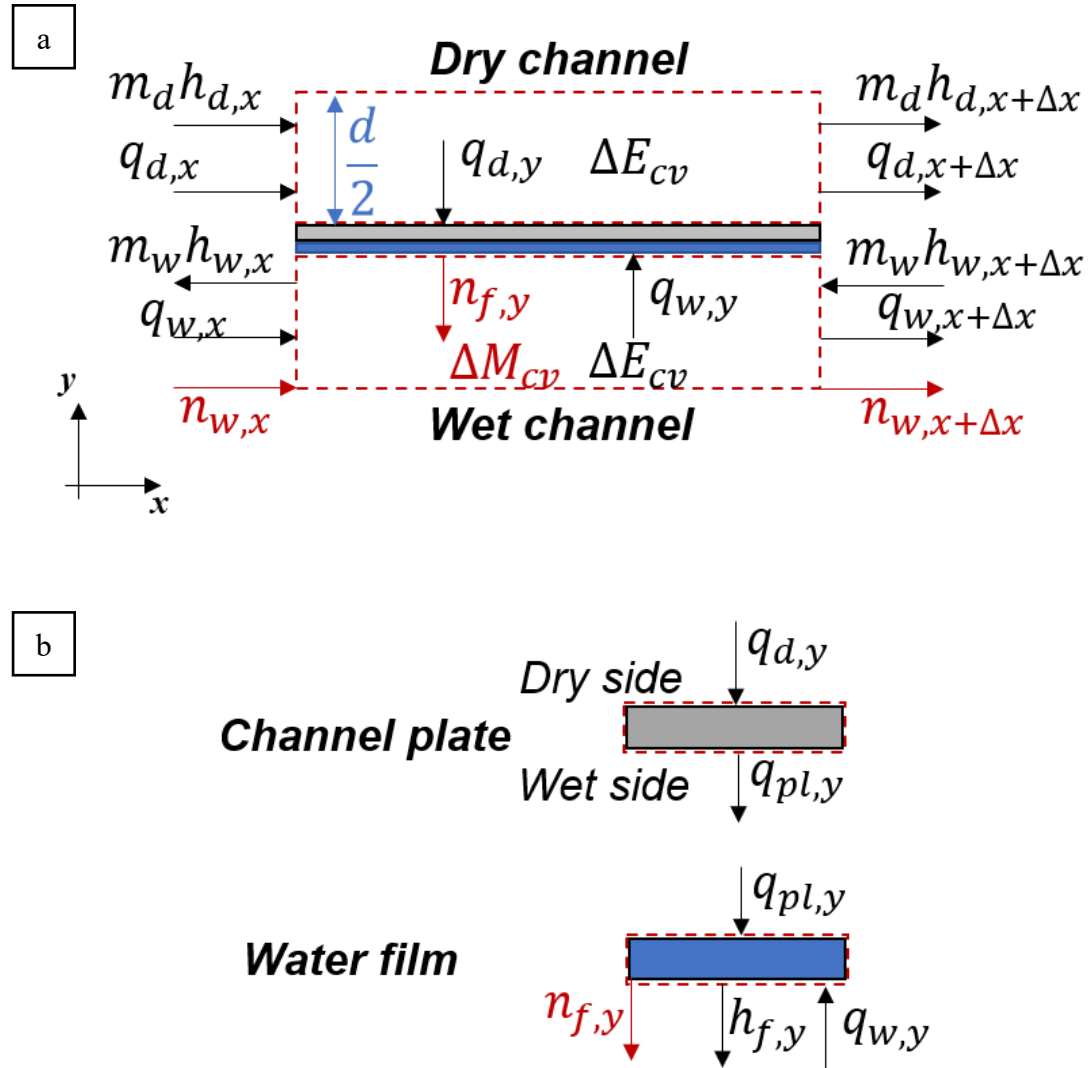 a
Dry channel
m_d h_{d,x}
m_d h_{d,x+Δx}
d/2
q_{d,x}
q_{d,y}
ΔE_{cv}
q_{d,x+Δx}
m_w h_{w,x}
m_w h_{w,x+Δx}
n_{f,y}
q_{w,y}
q_{w,x}
q_{w,x+Δx}
ΔM_{cv}
ΔE_{cv}
n_{w,x}
Wet channel
n_{w,x+Δx}
y
x
b
q_{d,y}
Dry side
Channel plate
Wet side
q_{pl,y}
q_{pl,y}
Water film
n_{f,y}
h_{f,y}
q_{w,y}